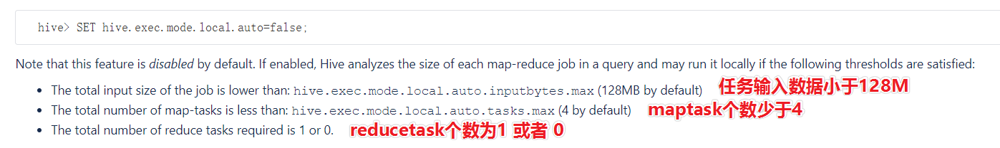 hive> SET hive.exec.mode.local.auto=false;
Note that this feature is disabled by default. If enabled, Hive analyzes the size of each map-reduce job in a query and may run it locally if the following thresholds are satisfied:
• The total input size of the job is lower than: hive.exec.mode.local.auto.inputbytes.max (128MB by default) 任务输入数据小于128M
• The total number of map-tasks is less than: hive.exec.mode.local.auto.tasks.max (4 by default) maptask个数少于4
• The total number of reduce tasks required is 1 or 0. reducetask个数为1 或者 0